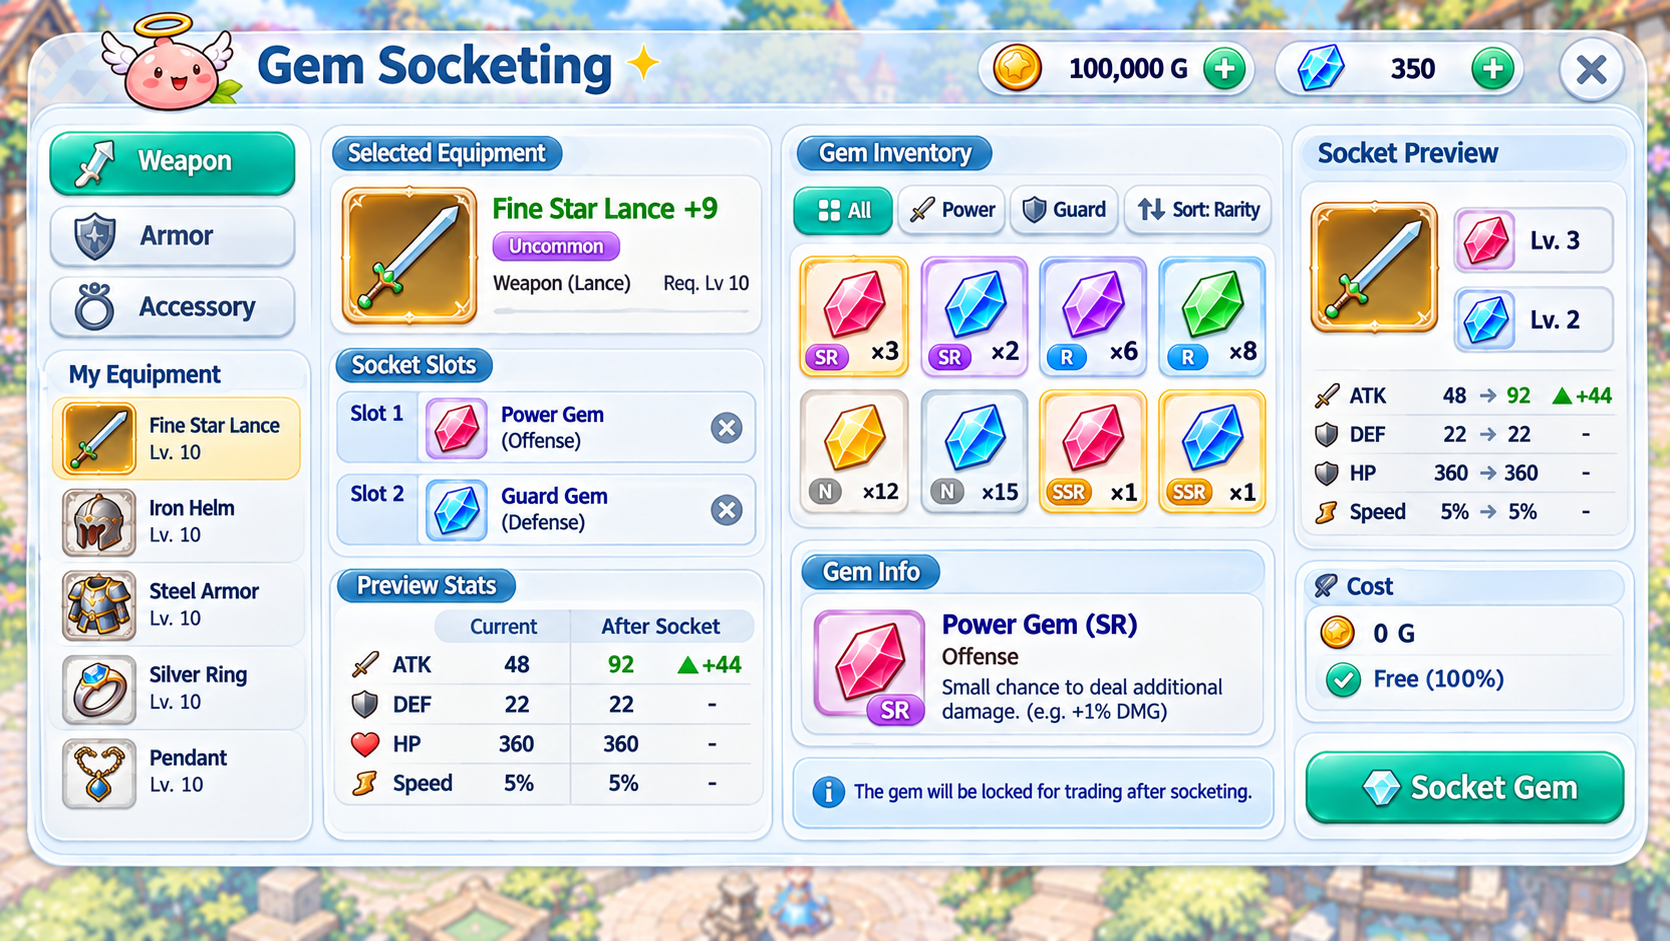 Gem Socketing
100,000 G
350
Weapon
Armor
Accessory
My Equipment
Fine Star Lance
Lv. 10
Iron Helm
Lv. 10
Steel Armor
Lv. 10
Silver Ring
Lv. 10
Pendant
Lv. 10
Selected Equipment
Fine Star Lance +9
Uncommon
Weapon (Lance) Req. Lv 10
Socket Slots
Slot 1
Power Gem
(Offense)
Slot 2
Guard Gem
(Defense)
Preview Stats
Current After Socket
ATK 48 92 ▲+44
DEF 22 22 -
HP 360 360 -
Speed 5% 5% -
Gem Inventory
All Power Guard Sort: Rarity
SR ×3
SR ×2
R ×6
R ×8
N ×12
N ×15
SSR ×1
SSR ×1
Gem Info
SR
Power Gem (SR)
Offense
Small chance to deal additional
damage. (e.g. +1% DMG)
The gem will be locked for trading after socketing.
Socket Preview
Lv. 3
Lv. 2
ATK 48 → 92 ▲+44
DEF 22 → 22 -
HP 360 → 360 -
Speed 5% → 5% -
Cost
0 G
Free (100%)
Socket Gem